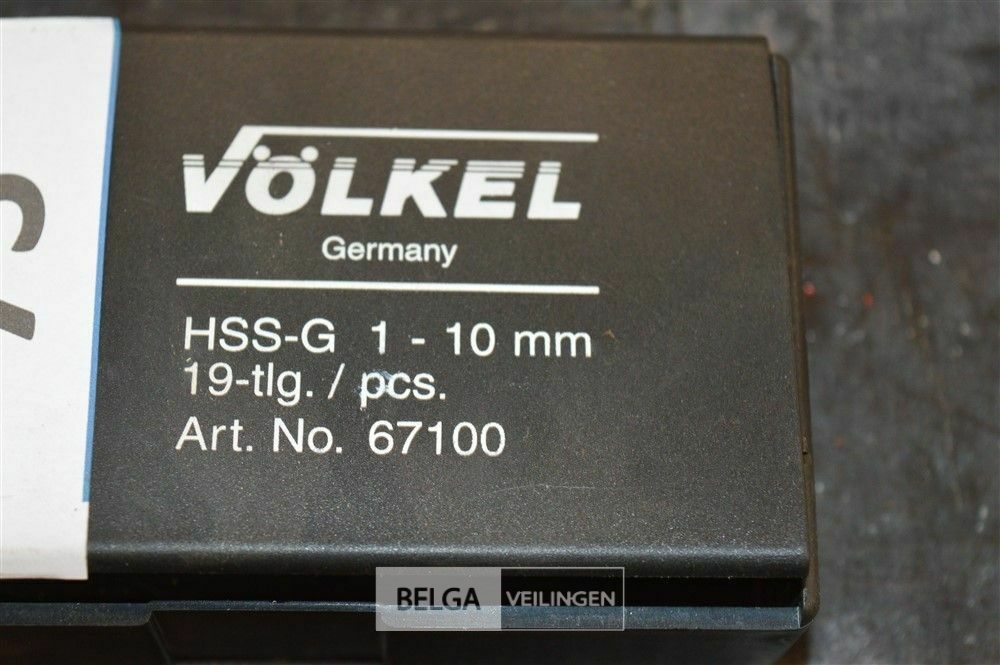 VÖLKEL
Germany
HSS-G 1 - 10 mm
19-tlg. / pcs.
Art. No. 67100
BELGA VEILINGEN